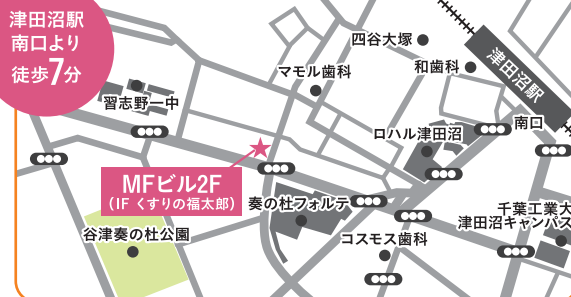 津田沼駅
南口より
徒歩7分
四谷大塚
和歯科
マモル歯科
津田沼駅
習志野一中
南口
ロハル津田沼
MFビル2F
(1F くすりの福太郎)
奏の杜フォルテ
千葉工業大
津田沼キャンパス
谷津奏の杜公園
コスモス歯科